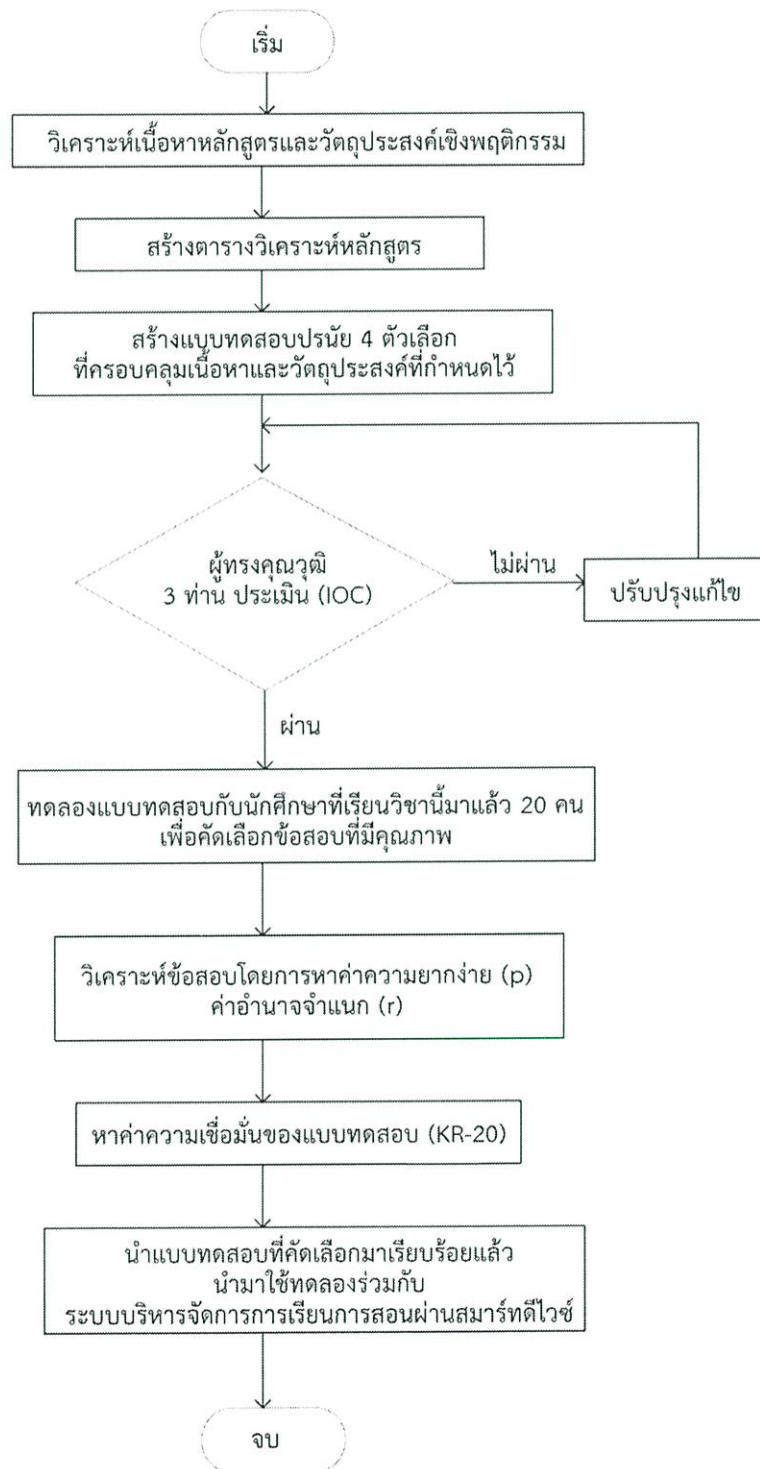 เริ่ม
วิเคราะห์เนื้อหาหลักสูตรและวัตถุประสงค์เชิงพฤติกรรม
สร้างตารางวิเคราะห์หลักสูตร
สร้างแบบทดสอบปรนัย 4 ตัวเลือก
ที่ครอบคลุมเนื้อหาและวัตถุประสงค์ที่กำหนดไว้
ผู้ทรงคุณวุฒิ
3 ท่าน ประเมิน (IOC)
ไม่ผ่าน
ปรับปรุงแก้ไข
ผ่าน
ทดลองแบบทดสอบกับนักศึกษาที่เรียนวิชานี้มาแล้ว 20 คน
เพื่อคัดเลือกข้อสอบที่มีคุณภาพ
วิเคราะห์ข้อสอบโดยการหาค่าความยากง่าย (p)
ค่าอำนาจจำแนก (r)
หาค่าความเชื่อมั่นของแบบทดสอบ (KR-20)
นำแบบทดสอบที่คัดเลือกมาเรียบร้อยแล้ว
นำมาใช้ทดลองร่วมกับ
ระบบบริหารจัดการการเรียนการสอนผ่านสมาร์ทดีไวซ์
จบ